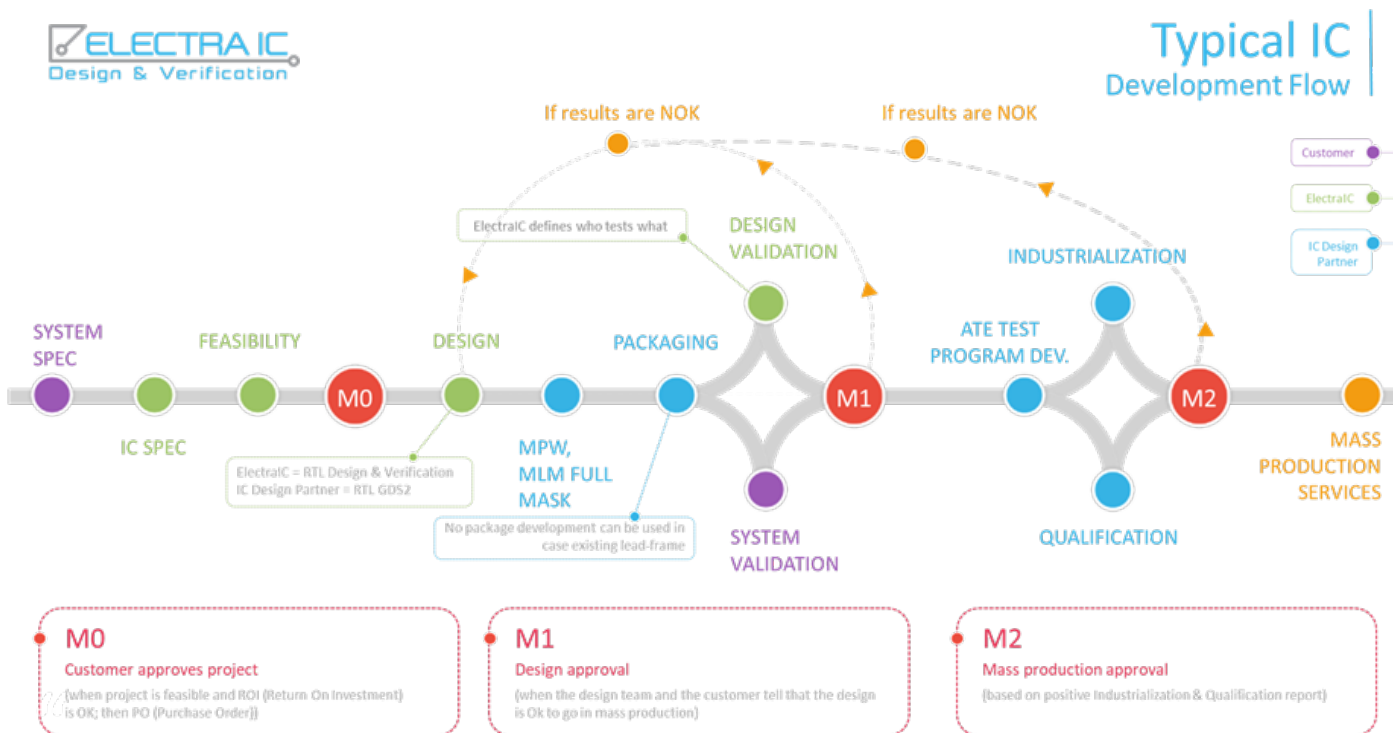 ELECTRA IC
Design & Verification
Typical IC
Development Flow
If results are NOK
If results are NOK
Customer
ElectraIC
IC Design
Partner
ElectraIC defines who tests what
DESIGN
VALIDATION
INDUSTRIALIZATION
SYSTEM
SPEC
FEASIBILITY
DESIGN
PACKAGING
ATE TEST
PROGRAM DEV.
M0
M1
M2
IC SPEC
MPW,
MLM FULL
MASK
MASS
PRODUCTION
SERVICES
ElectraIC = RTL Design & Verification
IC Design Partner = RTL GDS2
No package development can be used in
case existing lead-frame
SYSTEM
VALIDATION
QUALIFICATION
M0
Customer approves project
(when project is feasible and ROI (Return On Investment)
is OK; then PO (Purchase Order))
M1
Design approval
(when the design team and the customer tell that the design
is Ok to go in mass production)
M2
Mass production approval
(based on positive Industrialization & Qualification report)